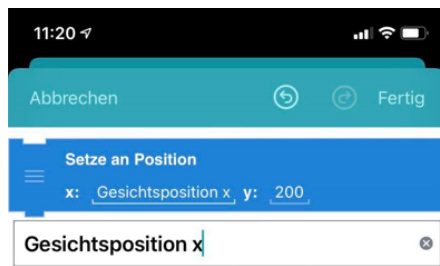 11:20
Abbrechen Fertig
Setze an Position
x: Gesichtsposition x y: 200
Gesichtsposition x